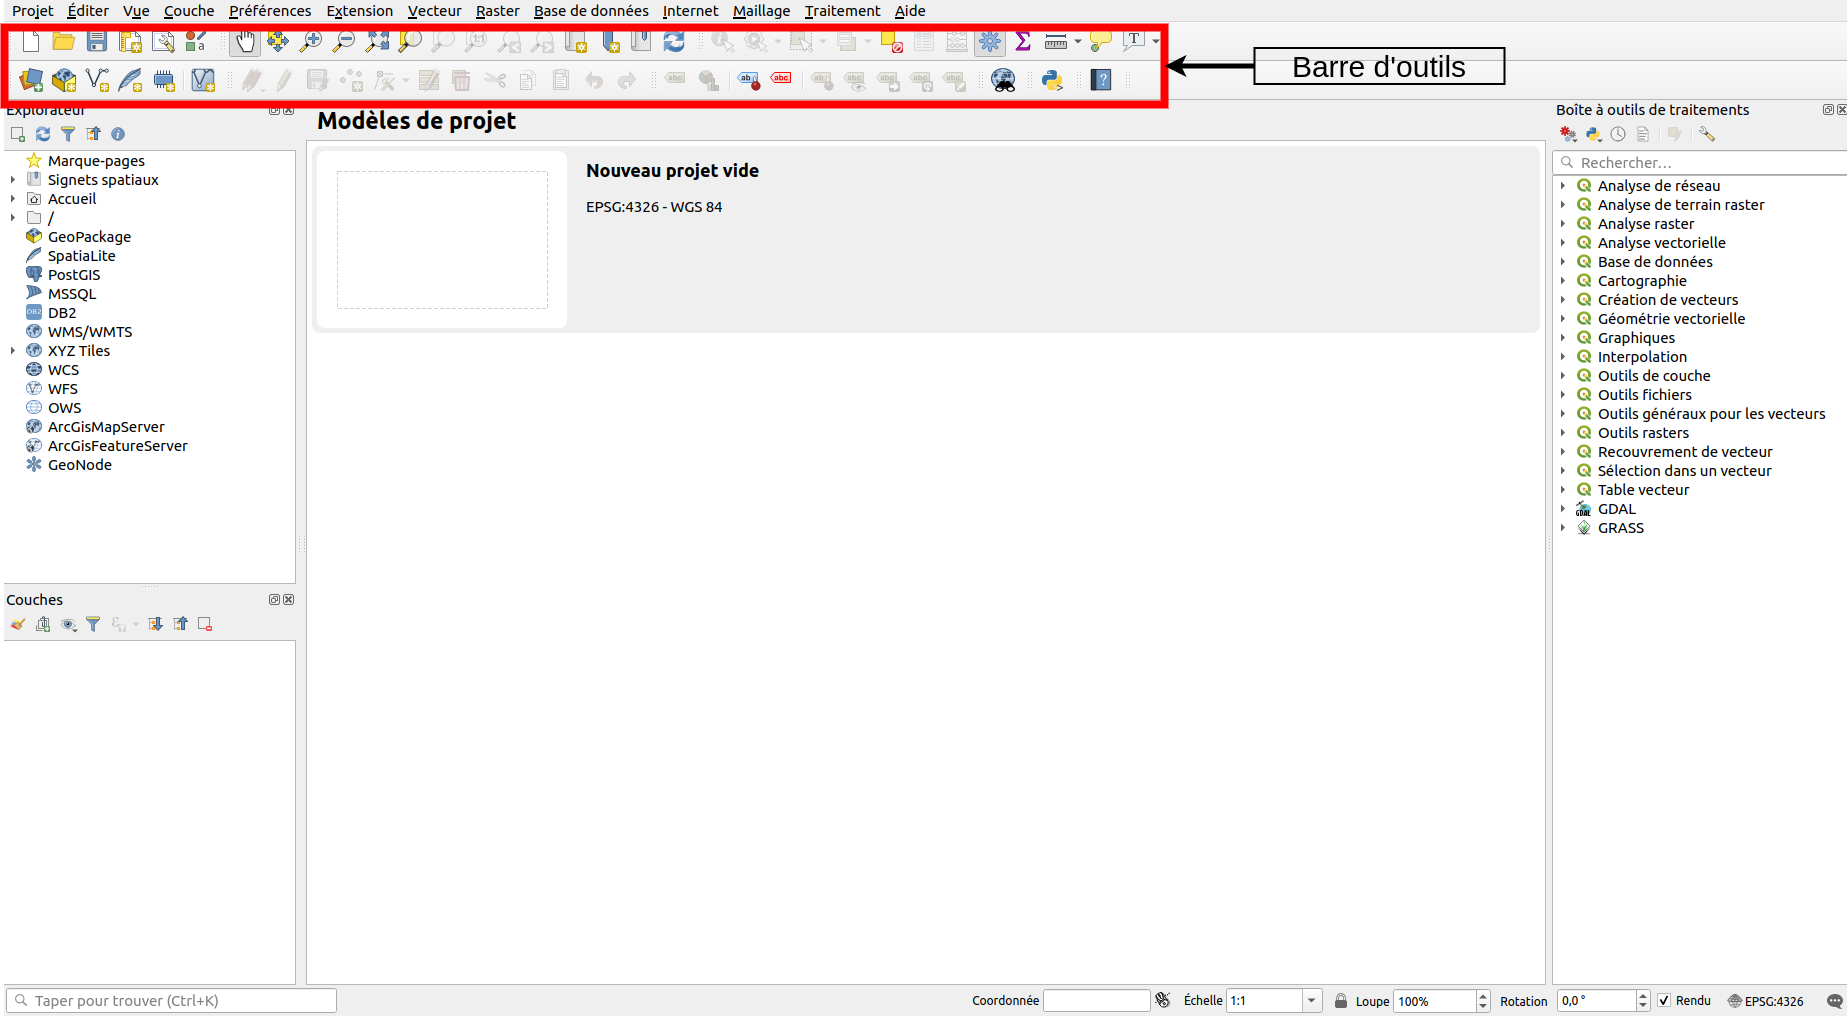 Projet Éditer Vue Couche Préférences Extension Vecteur Raster Base de données Internet Maillage Traitement Aide
Barre d'outils
Explorateur
Marque-pages
Signets spatiaux
Accueil
/
GeoPackage
SpatiaLite
PostGIS
MSSQL
DB2
WMS/WMTS
XYZ Tiles
WCS
WFS
OWS
ArcGisMapServer
ArcGisFeatureServer
GeoNode
Couches
Taper pour trouver (Ctrl+K)
Modèles de projet
Nouveau projet vide
EPSG:4326 - WGS 84
Boîte à outils de traitements
Rechercher...
Analyse de réseau
Analyse de terrain raster
Analyse raster
Analyse vectorielle
Base de données
Cartographie
Création de vecteurs
Géométrie vectorielle
Graphiques
Interpolation
Outils de couche
Outils fichiers
Outils généraux pour les vecteurs
Outils rasters
Recouvrement de vecteur
Sélection dans un vecteur
Table vecteur
GDAL
GRASS
Coordonnée Échelle 1:1 Loupe 100% Rotation 0,0 ° Rendu EPSG:4326